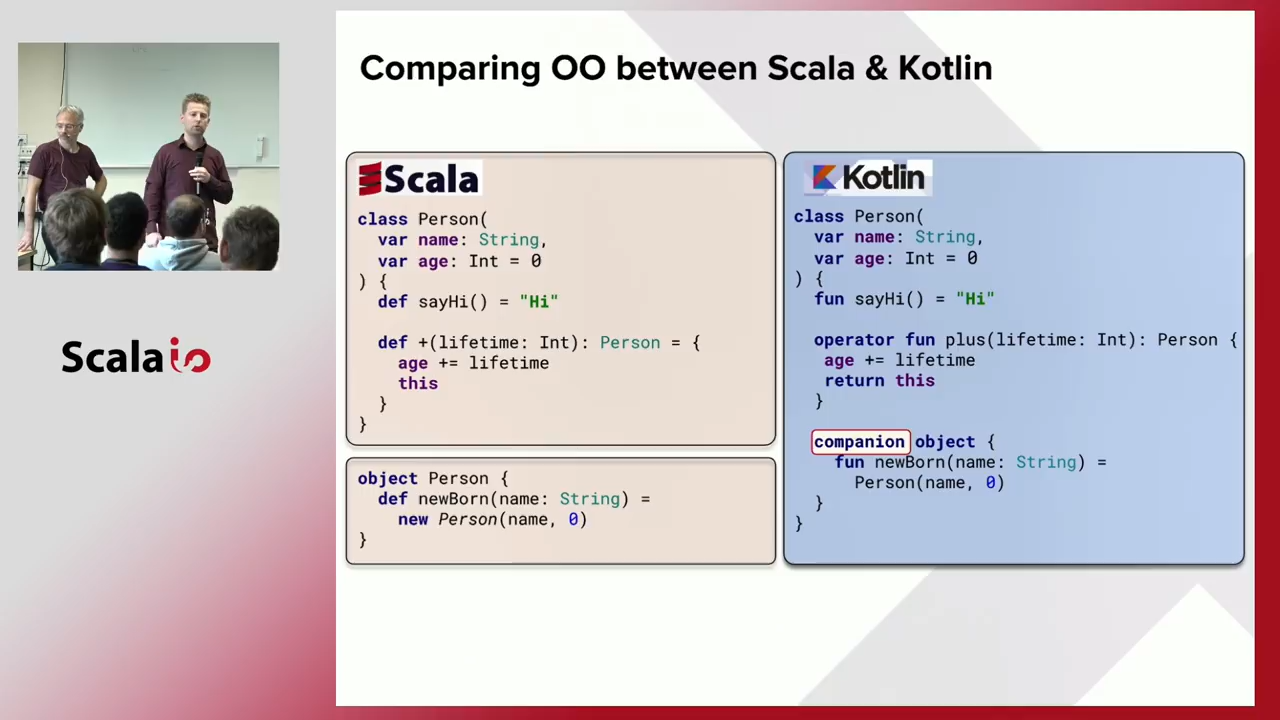 Comparing OO between Scala & Kotlin
Scala
class Person(
  var name: String,
  var age: Int = 0
) {
  def sayHi() = "Hi"

  def +(lifetime: Int): Person = {
    age += lifetime
    this
  }
}
object Person {
  def newBorn(name: String) =
    new Person(name, 0)
}
Kotlin
class Person(
  var name: String,
  var age: Int = 0
) {
  fun sayHi() = "Hi"

  operator fun plus(lifetime: Int): Person {
   age += lifetime
   return this
  }

  companion object {
    fun newBorn(name: String) =
      Person(name, 0)
  }
}
Scala io